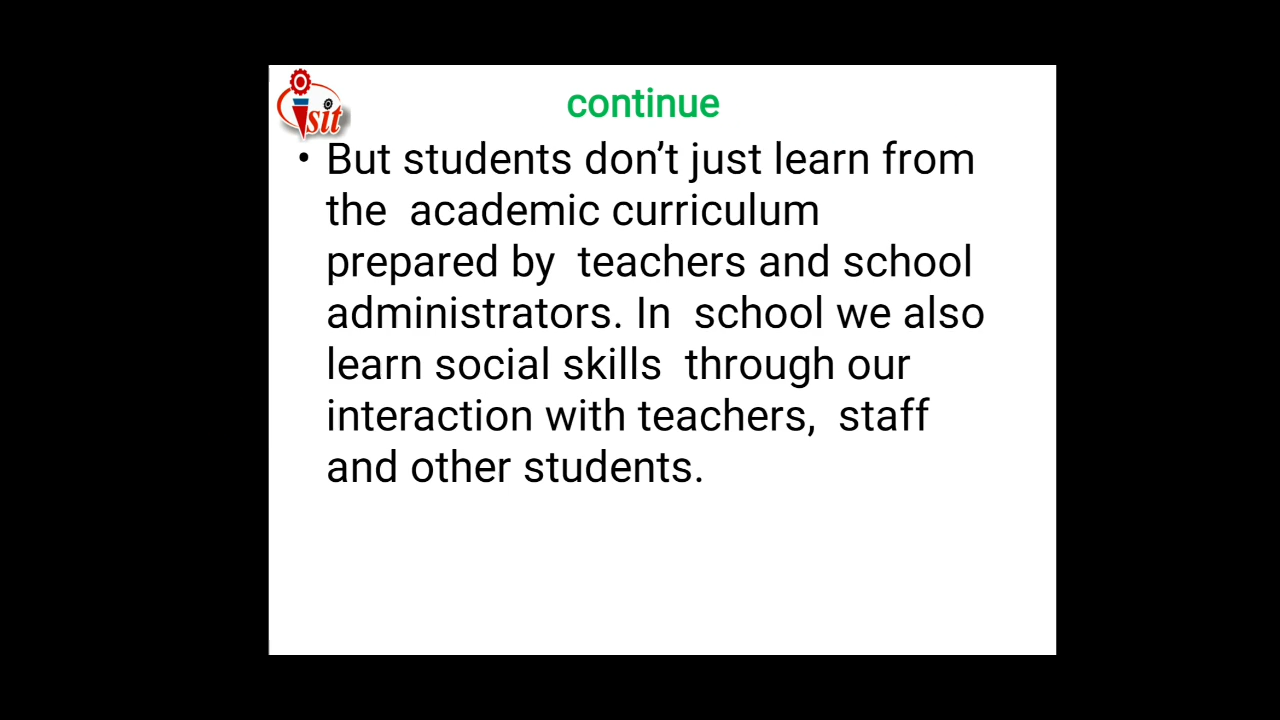 sit
continue
• But students don’t just learn from
the academic curriculum
prepared by teachers and school
administrators. In school we also
learn social skills through our
interaction with teachers, staff
and other students.